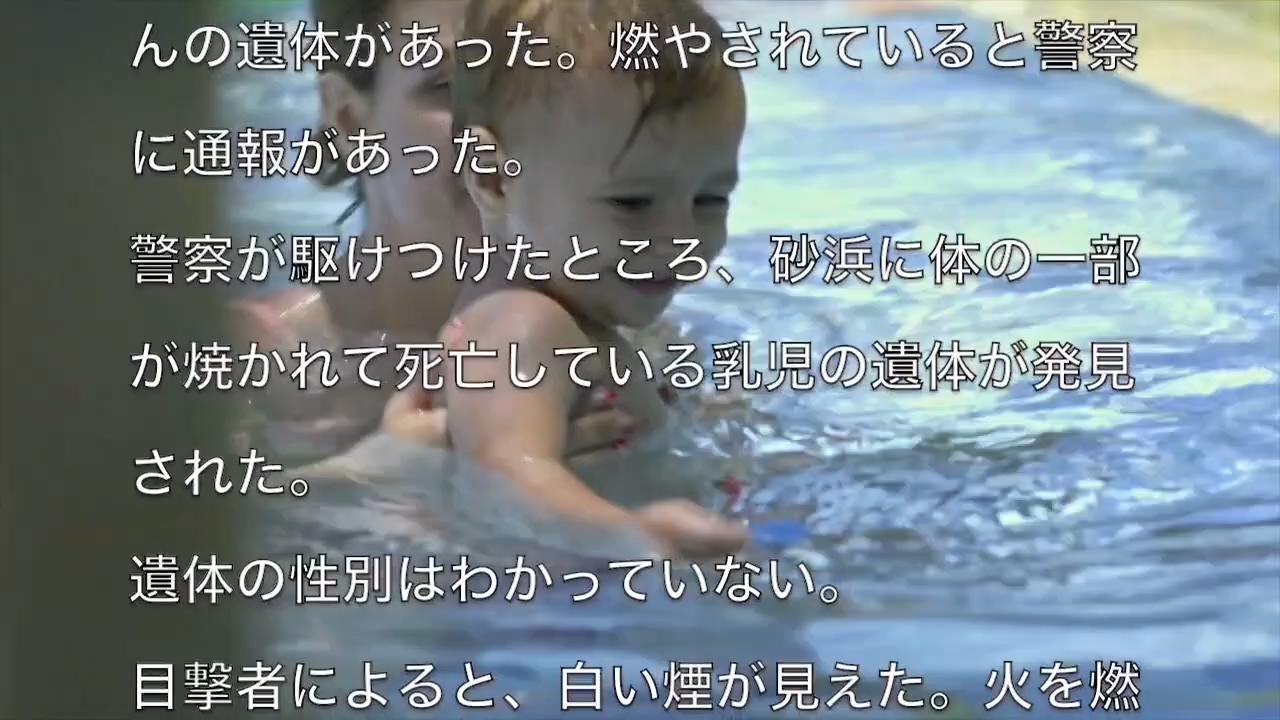 んの遺体があった。燃やされていると警察
に通報があった。
警察が駆けつけたところ、砂浜に体の一部
が焼かれて死亡している乳児の遺体が発見
された。
遺体の性別はわかっていない。
目撃者によると、白い煙が見えた。火を燃